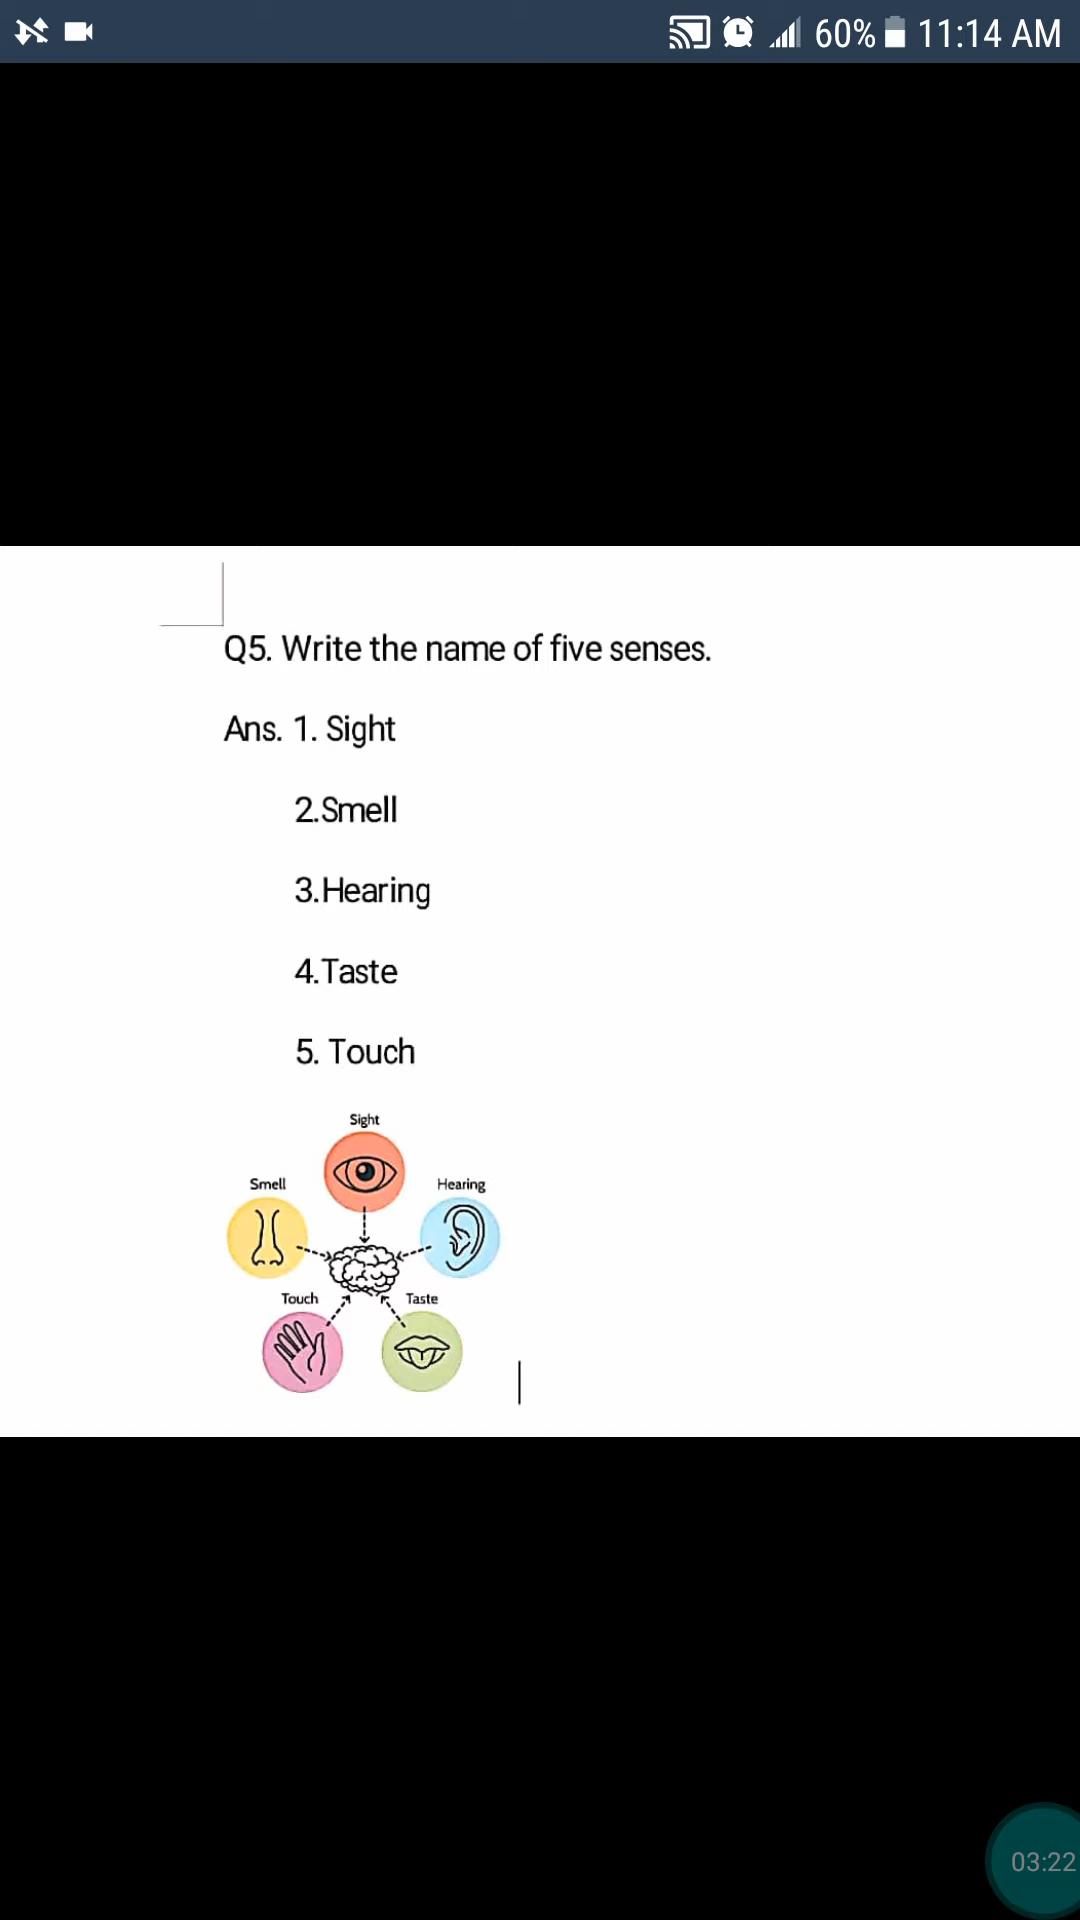 60% 11:14 AM
Q5. Write the name of five senses.
Ans. 1. Sight
2.Smell
3.Hearing
4.Taste
5. Touch
Sight
Smell
Hearing
Touch
Taste
03:22